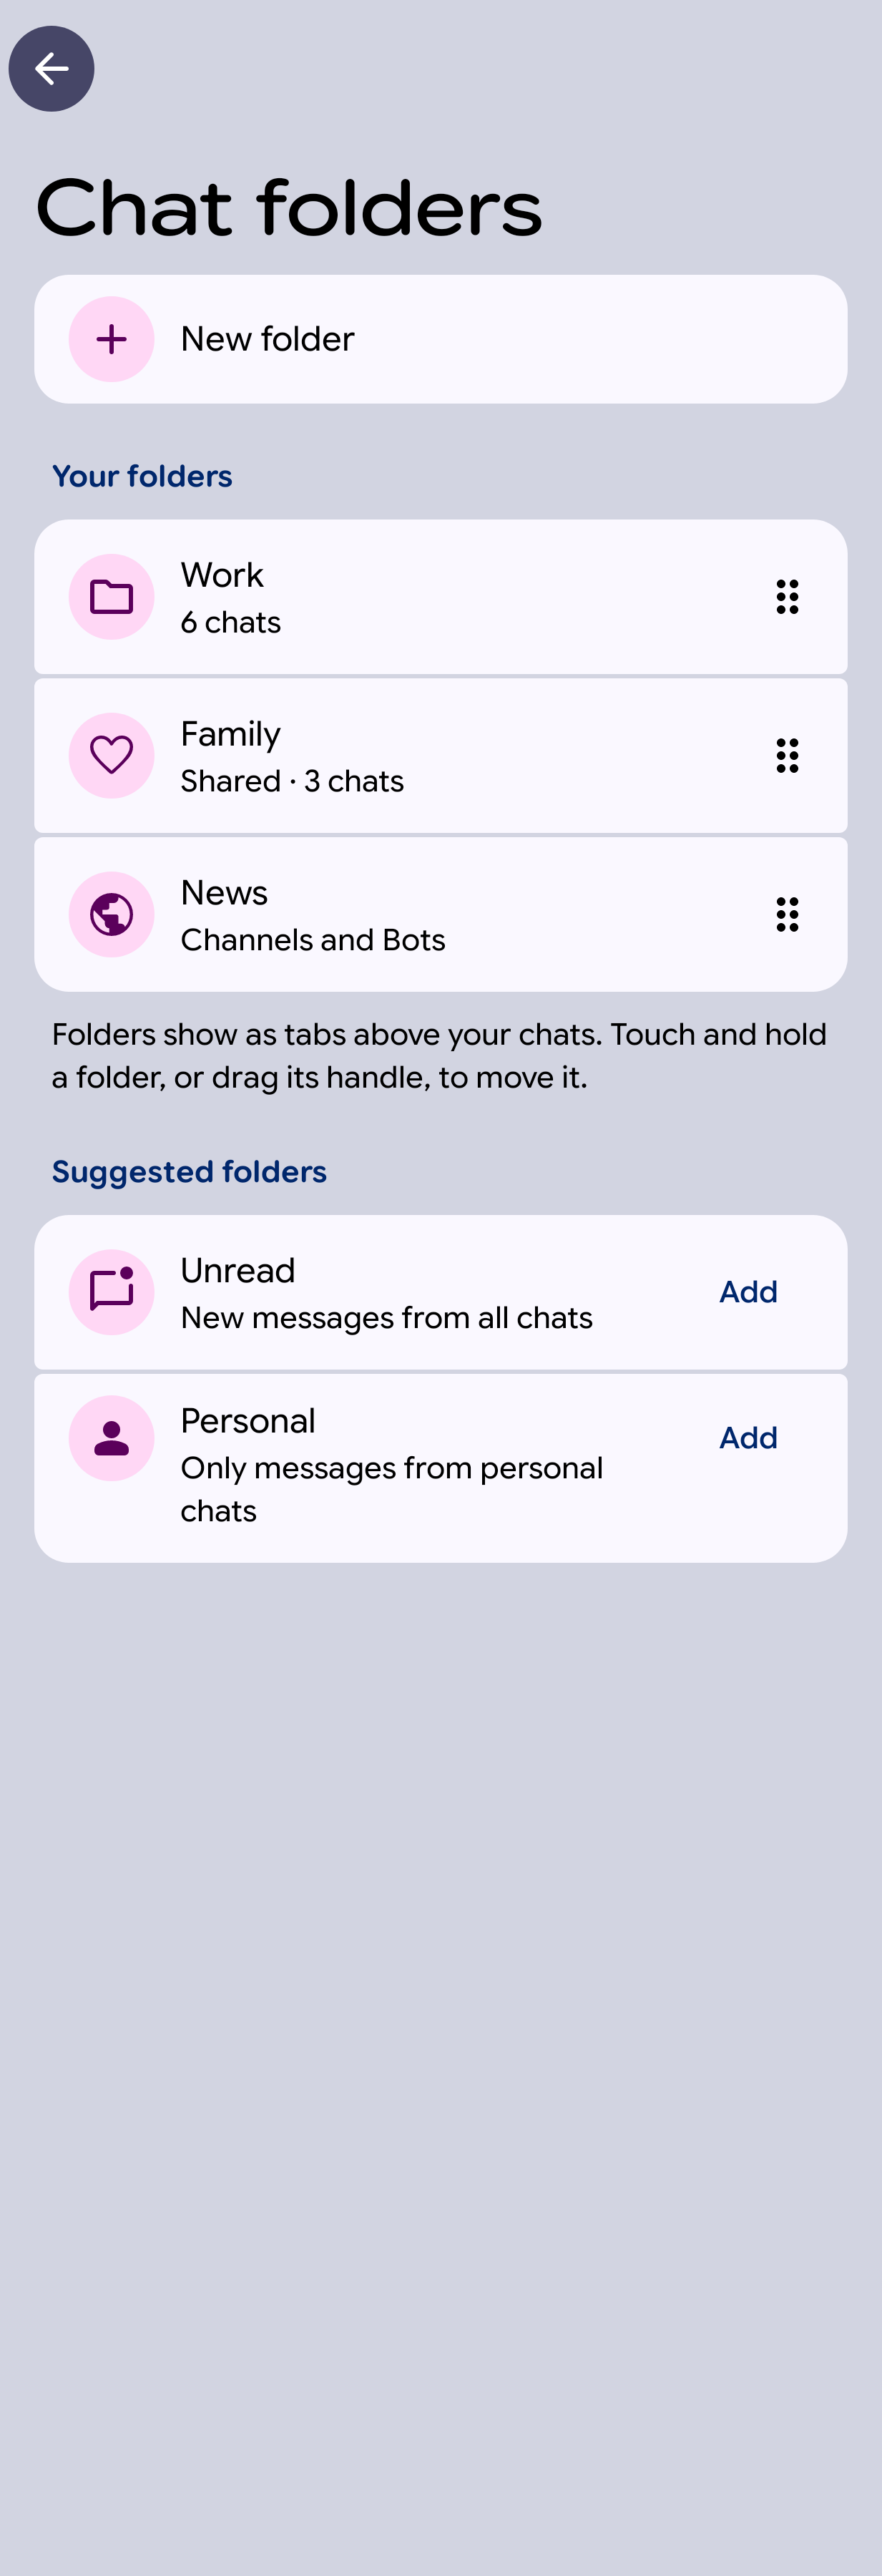 Chat folders
New folder
Your folders
Work
6 chats
Family
Shared · 3 chats
News
Channels and Bots
Folders show as tabs above your chats. Touch and hold
a folder, or drag its handle, to move it.
Suggested folders
Unread
New messages from all chats
Add
Personal
Only messages from personal
chats
Add